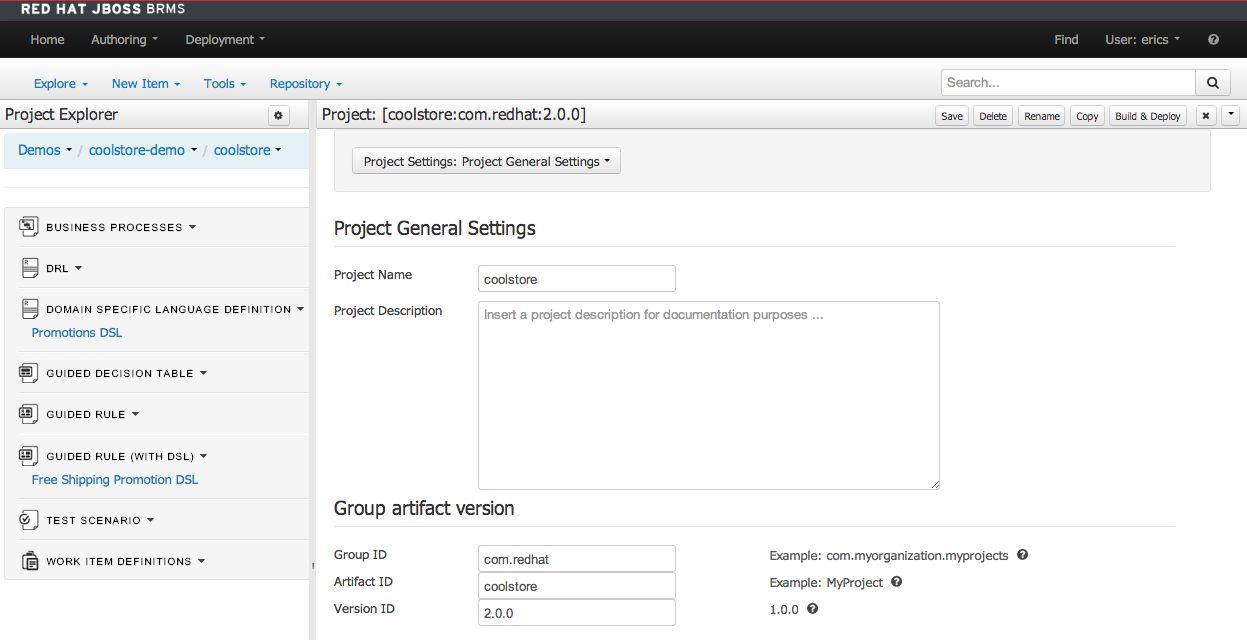 RED HAT JBOSS BRMS
Home Authoring Deployment Find User: erics
Explore New Item Tools Repository Search...
Project Explorer
Project: [coolstore:com.redhat:2.0.0] Save Delete Rename Copy Build & Deploy
Demos / coolstore-demo / coolstore
Project Settings: Project General Settings
BUSINESS PROCESSES
DRL
DOMAIN SPECIFIC LANGUAGE DEFINITION
Promotions DSL
GUIDED DECISION TABLE
GUIDED RULE
GUIDED RULE (WITH DSL)
Free Shipping Promotion DSL
TEST SCENARIO
WORK ITEM DEFINITIONS
Project General Settings
Project Name coolstore
Project Description Insert a project description for documentation purposes ...
Group artifact version
Group ID com.redhat Example: com.myorganization.myprojects
Artifact ID coolstore Example: MyProject
Version ID 2.0.0 1.0.0